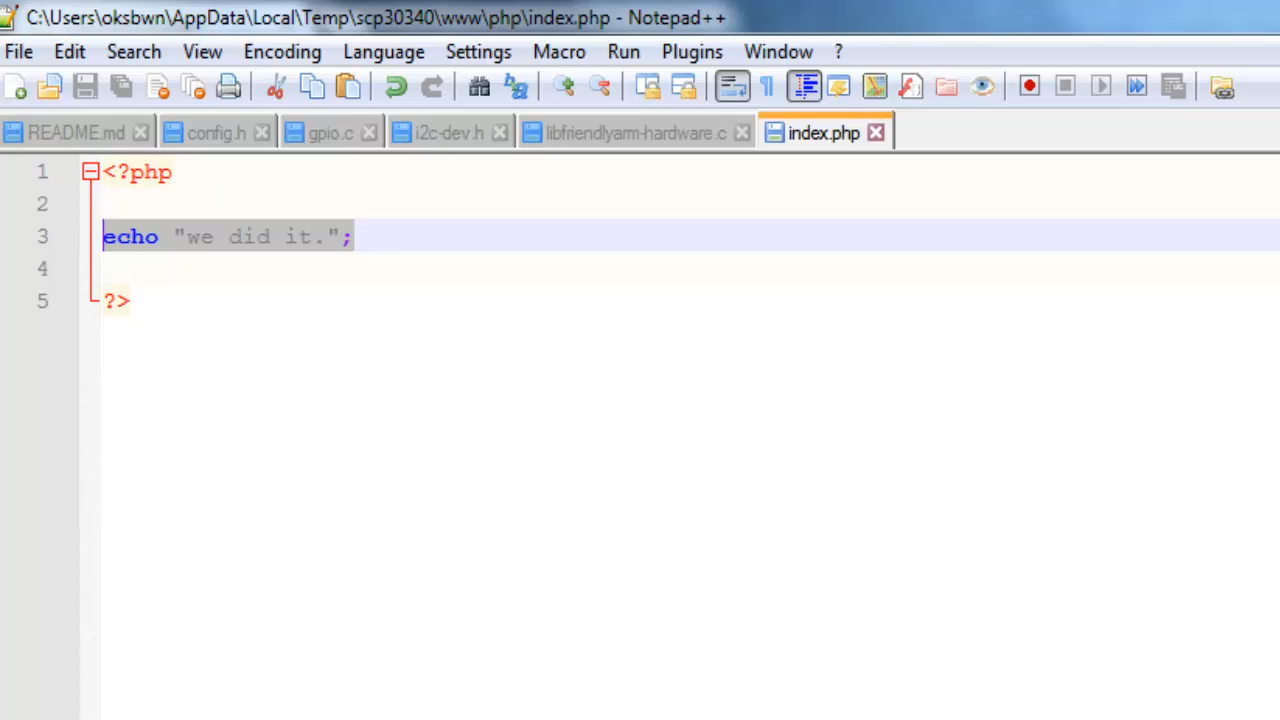 C:\Users\oksbwn\AppData\Local\Temp\scp30340\www\php\index.php - Notepad++
File Edit Search View Encoding Language Settings Macro Run Plugins Window ?
README.md config.h gpio.c i2c-dev.h libfriendlyarm-hardware.c index.php
1 <?php
2
3 echo "we did it.";
4
5 ?>